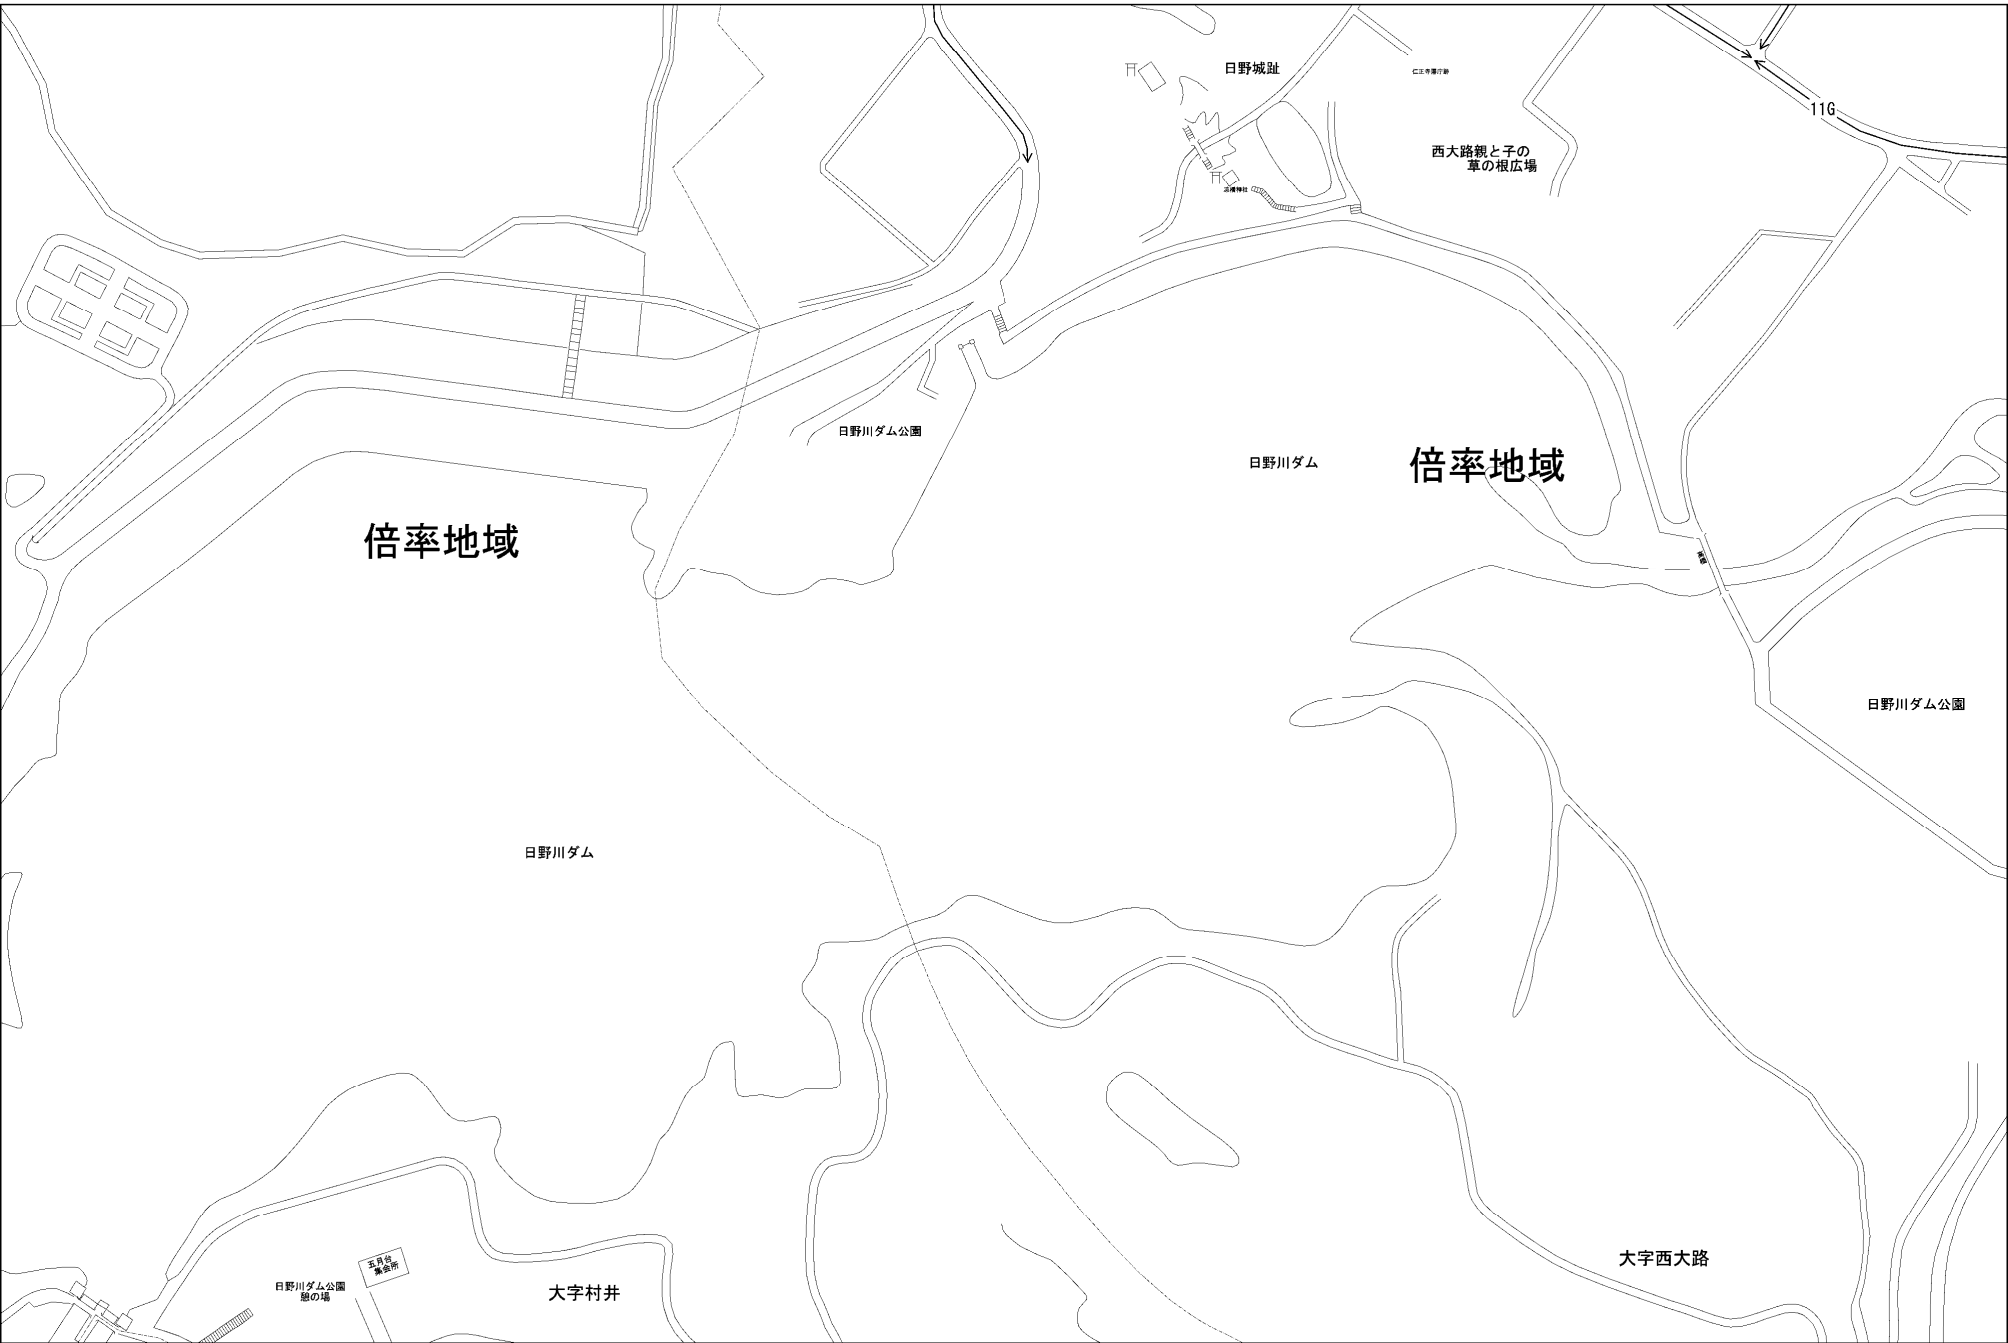 日野城趾
仁正寺藩庁跡
11G
西大路親と子の
草の根広場
日野川ダム公園
日野川ダム
倍率地域
倍率地域
日野川ダム公園
日野川ダム
大字西大路
五月台
集会所
日野川ダム公園
憩の場
大字村井